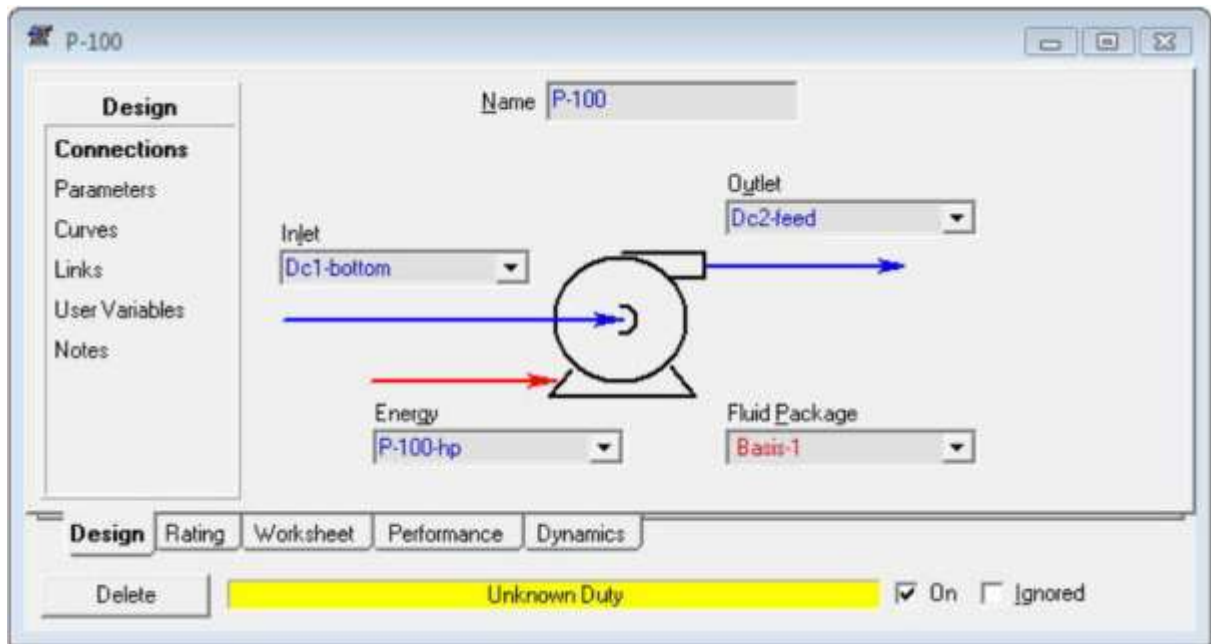 P-100
Design
Connections
Parameters
Curves
Links
User Variables
Notes
Name P-100
Outlet
Dc2-feed
Inlet
Dc1-bottom
Energy
P-100-hp
Fluid Package
Basis-1
Design Rating Worksheet Performance Dynamics
Delete Unknown Duty On Ignored